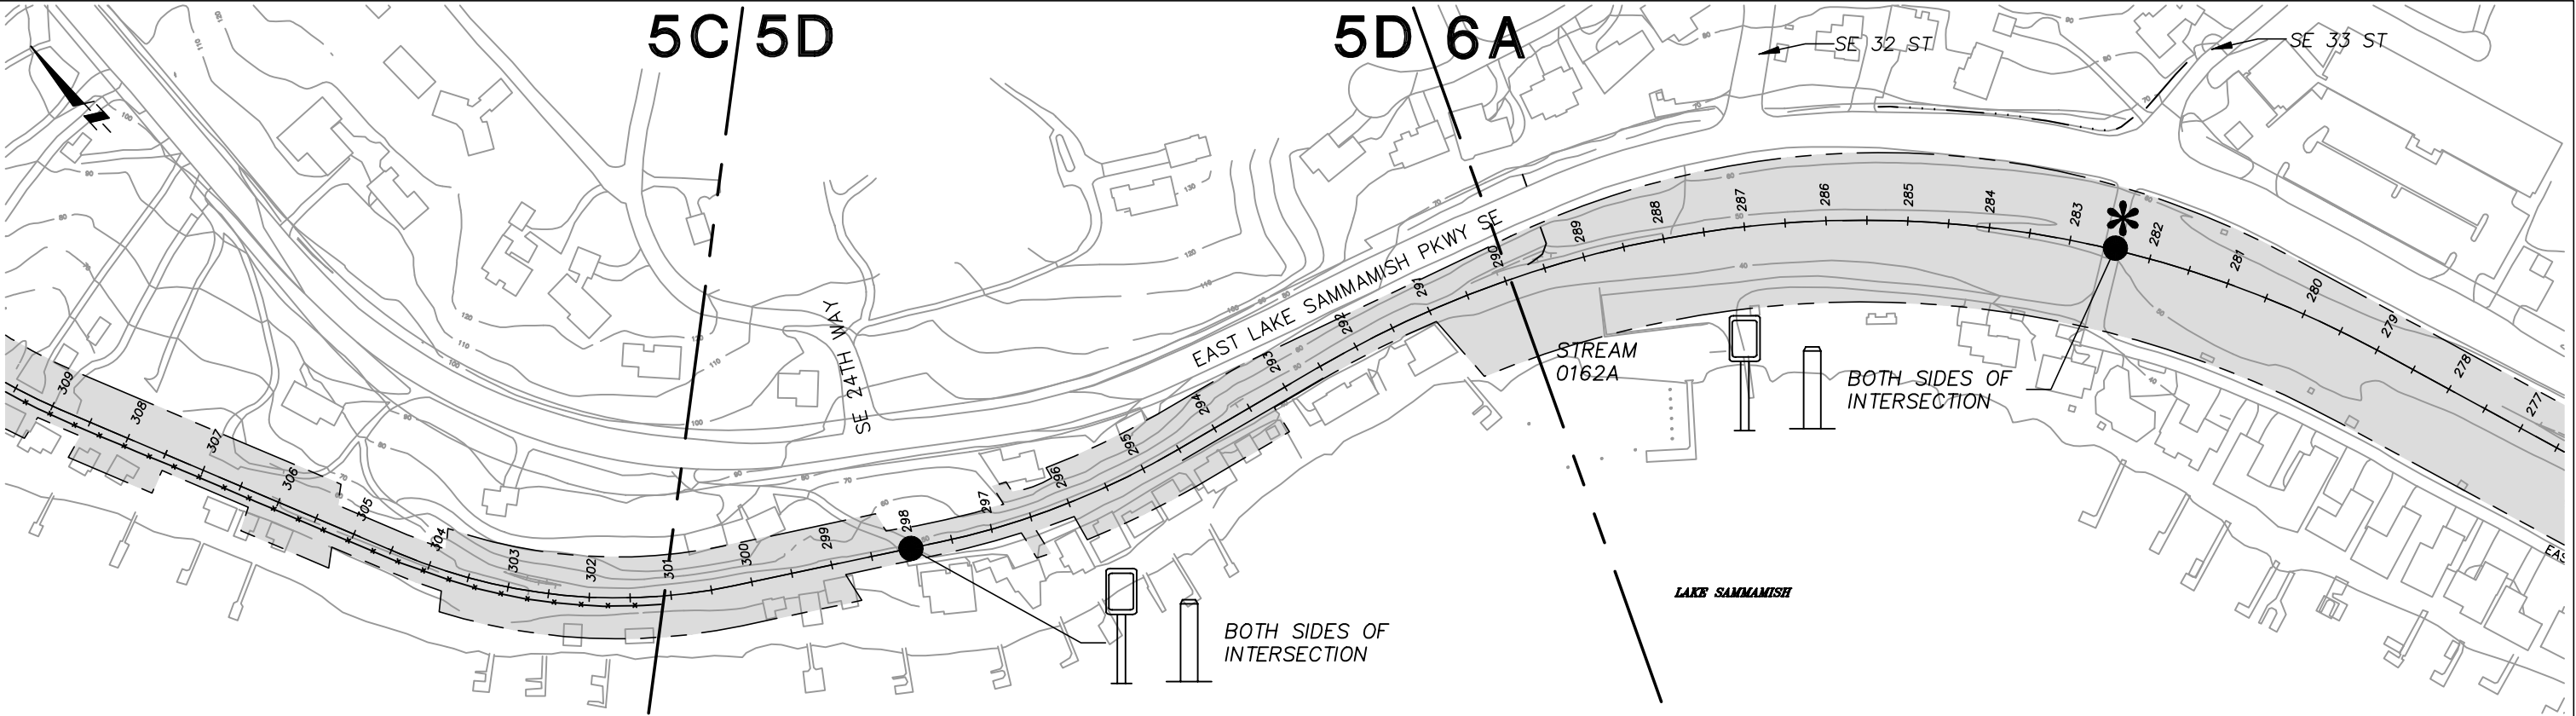 5C 5D
5D 6A
SE 32 ST
SE 33 ST
N
EAST LAKE SAMMAMISH PKWY SE
SE 24TH WAY
STREAM
0162A
BOTH SIDES OF
INTERSECTION
BOTH SIDES OF
INTERSECTION
LAKE SAMMAMISH
309
308
307
306
305
304
303
302
301
300
299
298
297
296
295
294
293
292
291
290
289
288
287
286
285
284
283
282
281
280
279
278
277